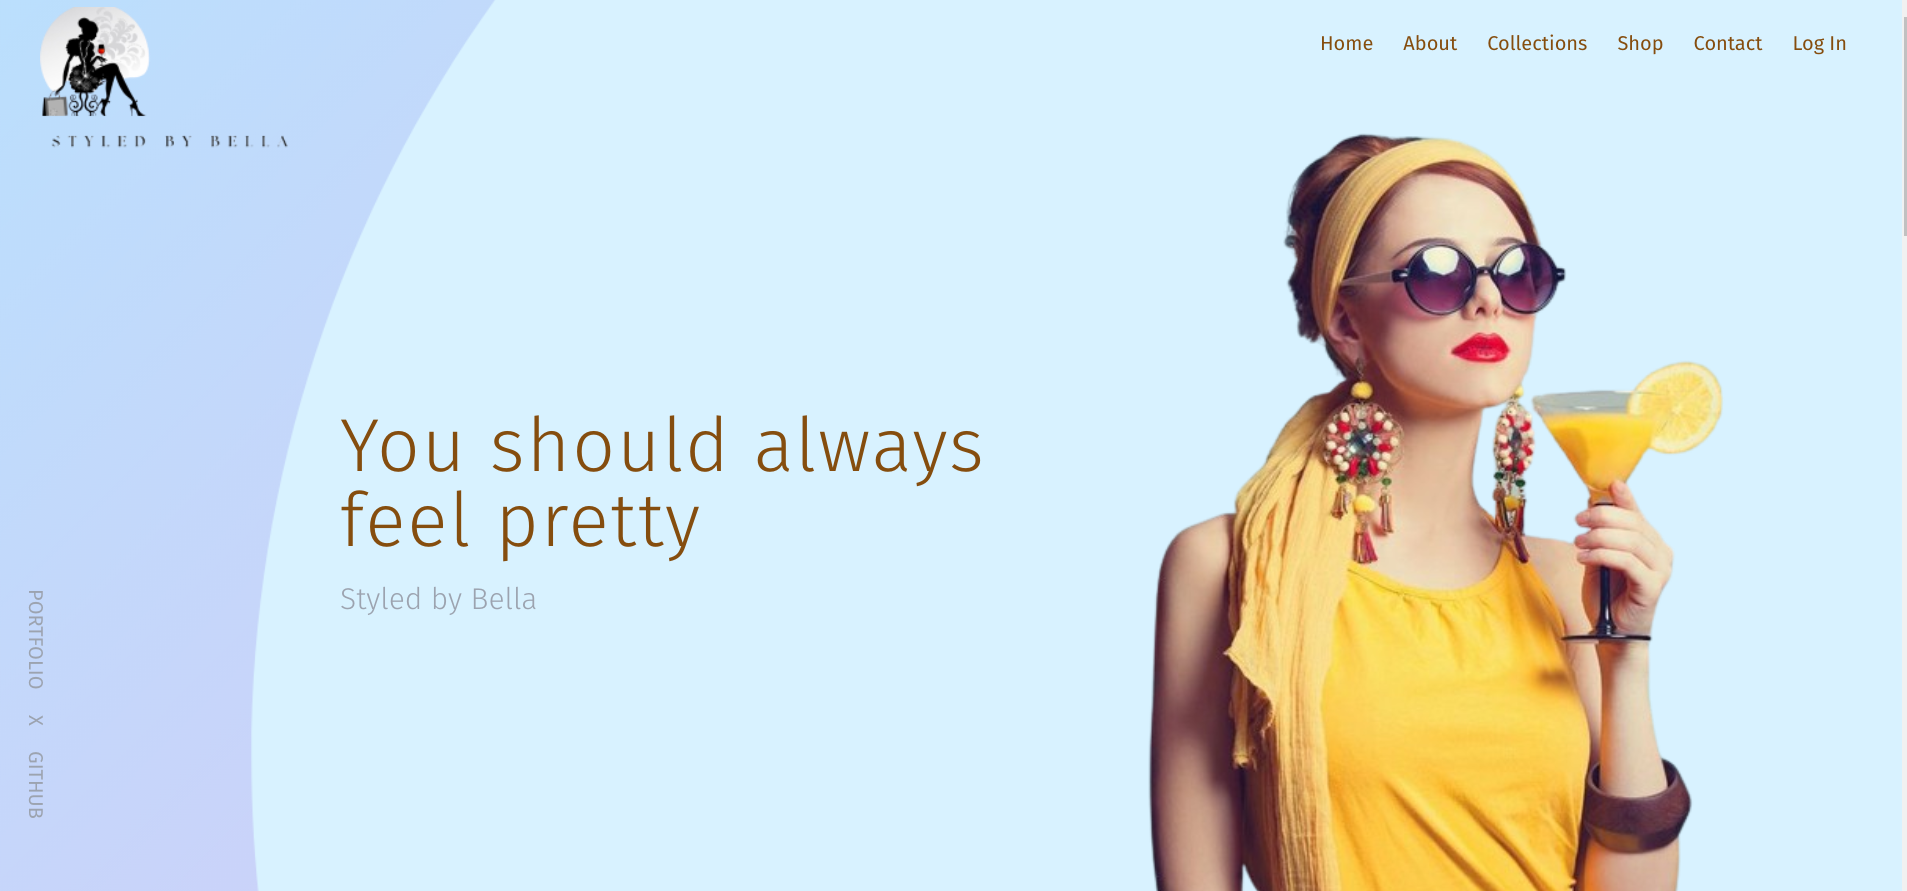 STYLED BY BELLA
Home About Collections Shop Contact Log In
You should always
feel pretty
Styled by Bella
PORTFOLIO X GITHUB